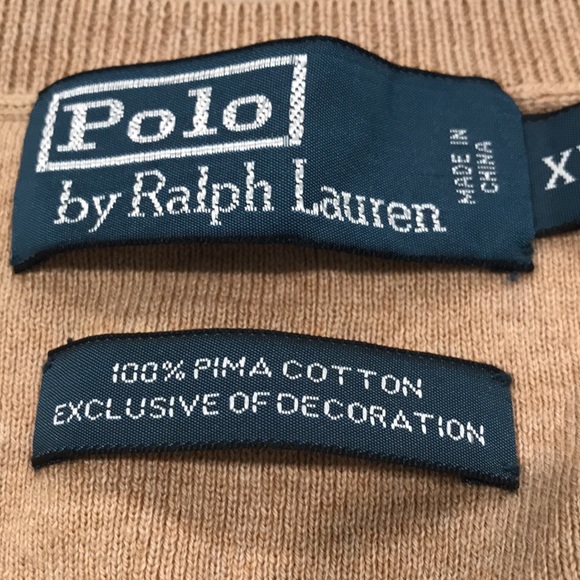 Polo
by Ralph Lauren
MADE IN
CHINA
100% PIMA COTTON
EXCLUSIVE OF DECORATION